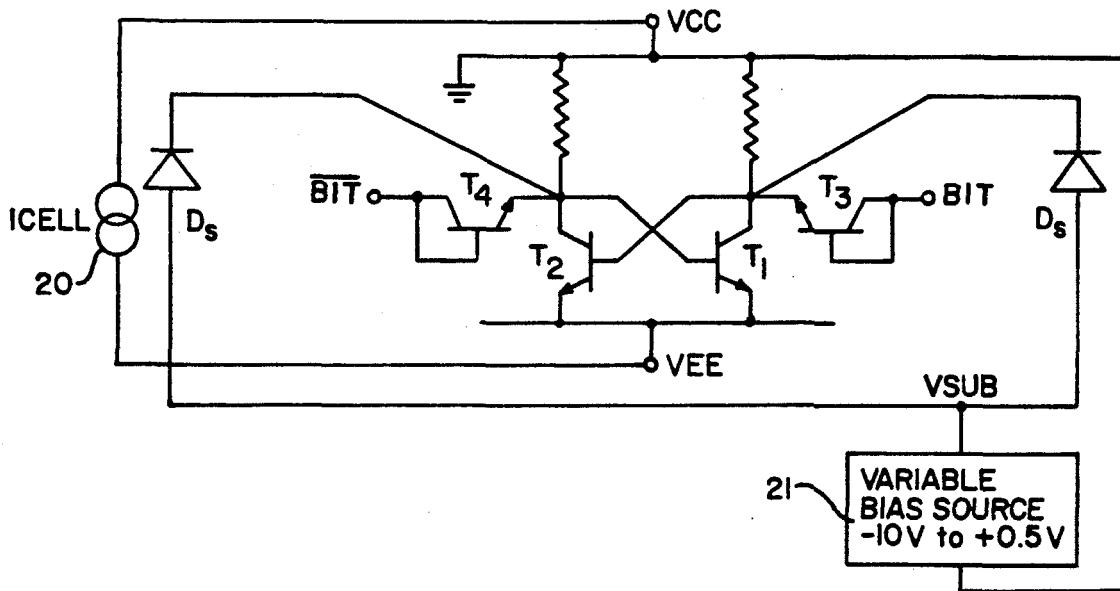 VCC
BIT
T4
T3
BIT
ICELL
Ds
Ds
20
T2
T1
VEE
VSUB
21
VARIABLE
BIAS SOURCE
-10V to +0.5V